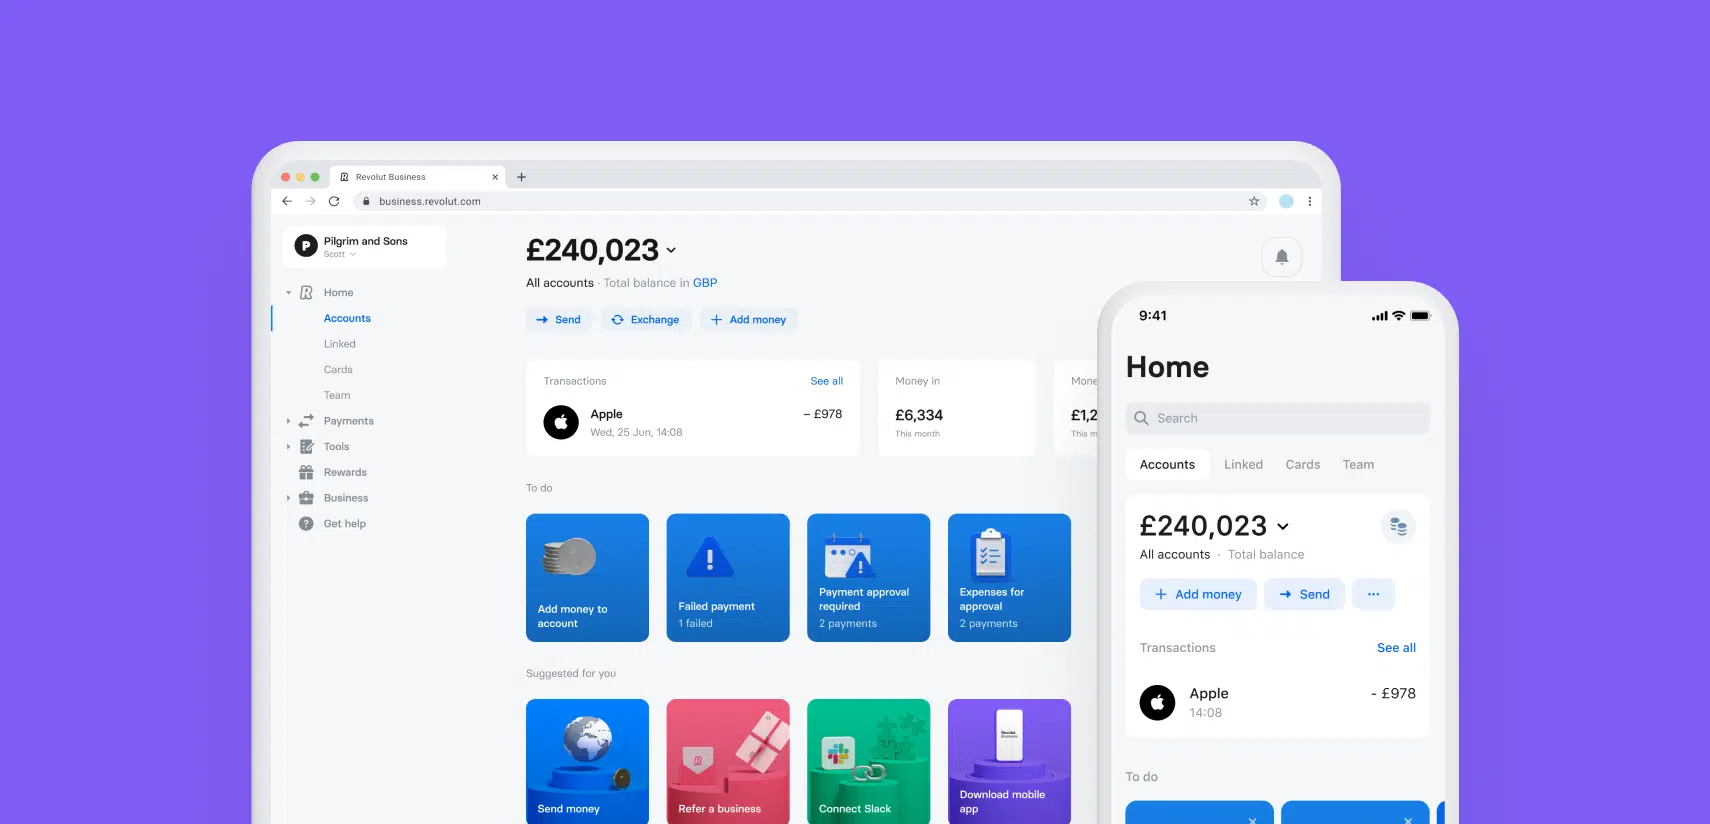 Revolut Business
business.revolut.com
P
Pilgrim and Sons
Scott
Home
Accounts
Linked
Cards
Team
Payments
Tools
Rewards
Business
Get help
£240,023
All accounts · Total balance in GBP
Send
Exchange
Add money
Transactions
See all
Apple
– £978
Wed, 25 Jun, 14:08
Money in
£6,334
This month
Mone
£1,2
This m
To do
Add money to
account
Failed payment
1 failed
Payment approval
required
2 payments
Expenses for
approval
2 payments
Suggested for you
Send money
Refer a business
Connect Slack
Revolut
Business
Download mobile
app
9:41
Home
Search
Accounts
Linked
Cards
Team
£240,023
All accounts · Total balance
Add money
Send
Transactions
See all
Apple
- £978
14:08
To do